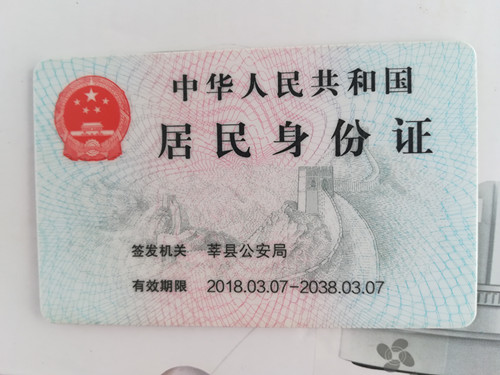 中华人民共和国
居民身份证
签发机关 莘县公安局
有效期限 2018.03.07-2038.03.07